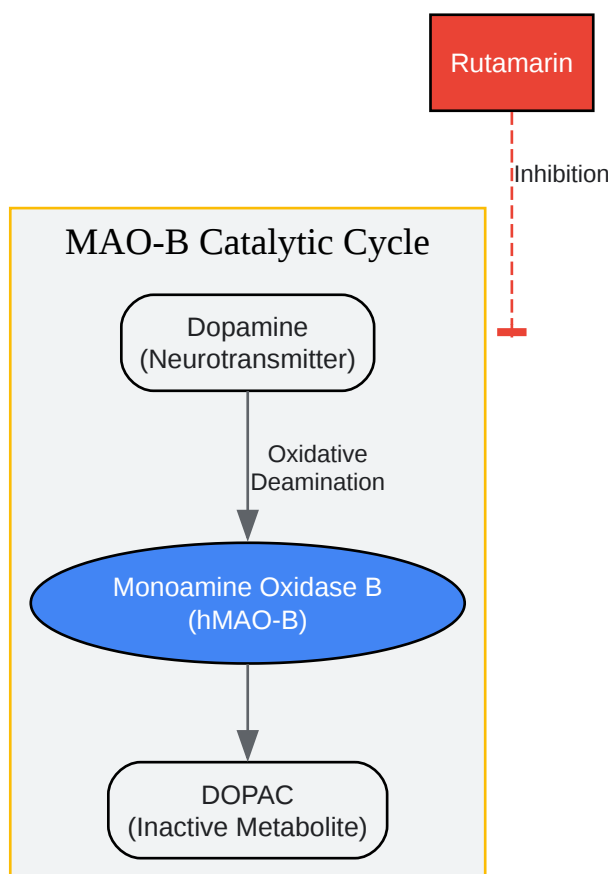 Rutamarin
Inhibition
MAO-B Catalytic Cycle
Dopamine
(Neurotransmitter)
Oxidative
Deamination
Monoamine Oxidase B
(hMAO-B)
DOPAC
(Inactive Metabolite)